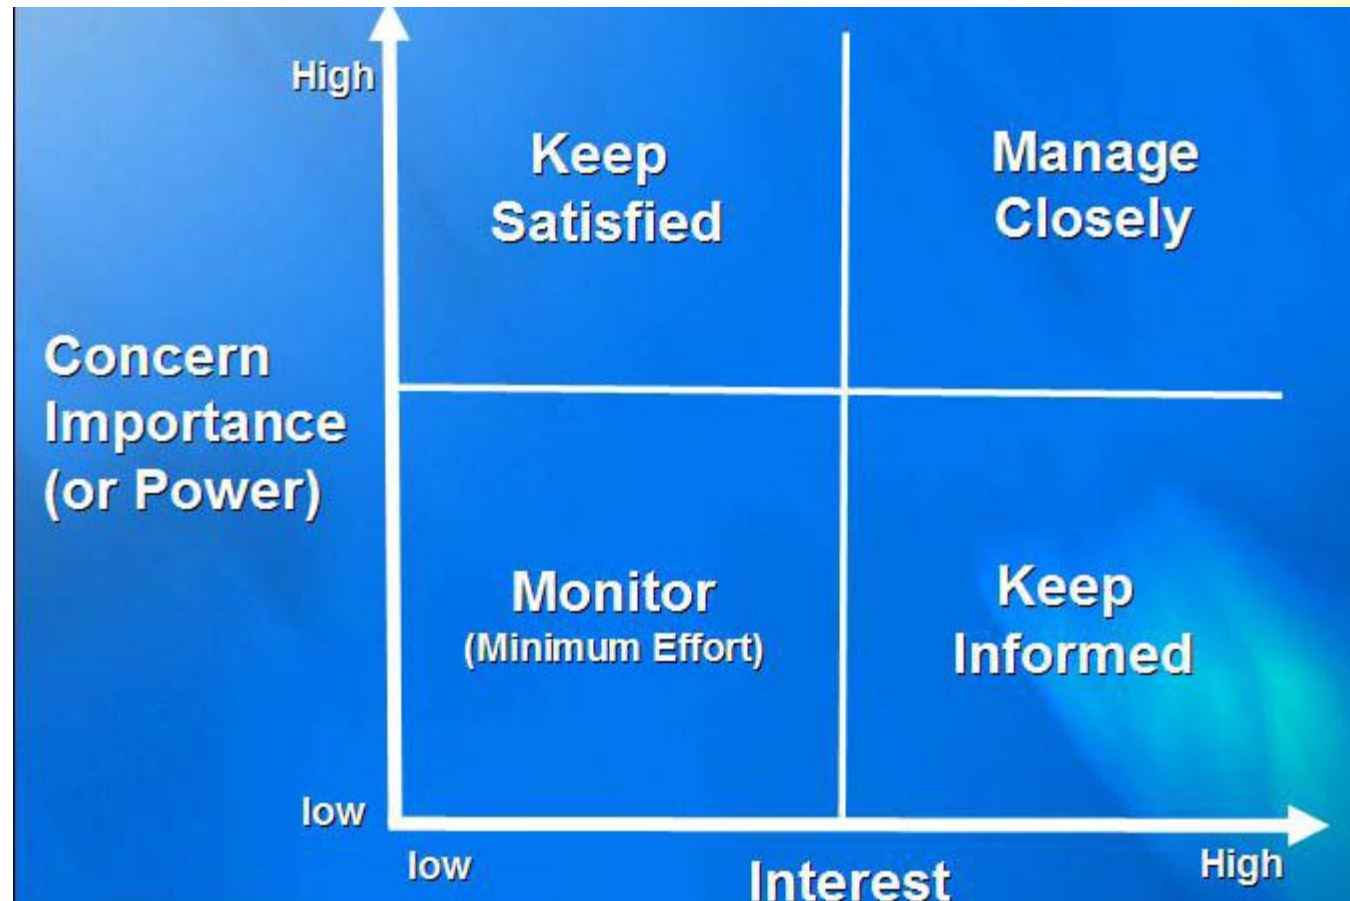 High
Keep
Satisfied
Manage
Closely
Concern
Importance
(or Power)
Monitor
(Minimum Effort)
Keep
Informed
low
low
Interest
High